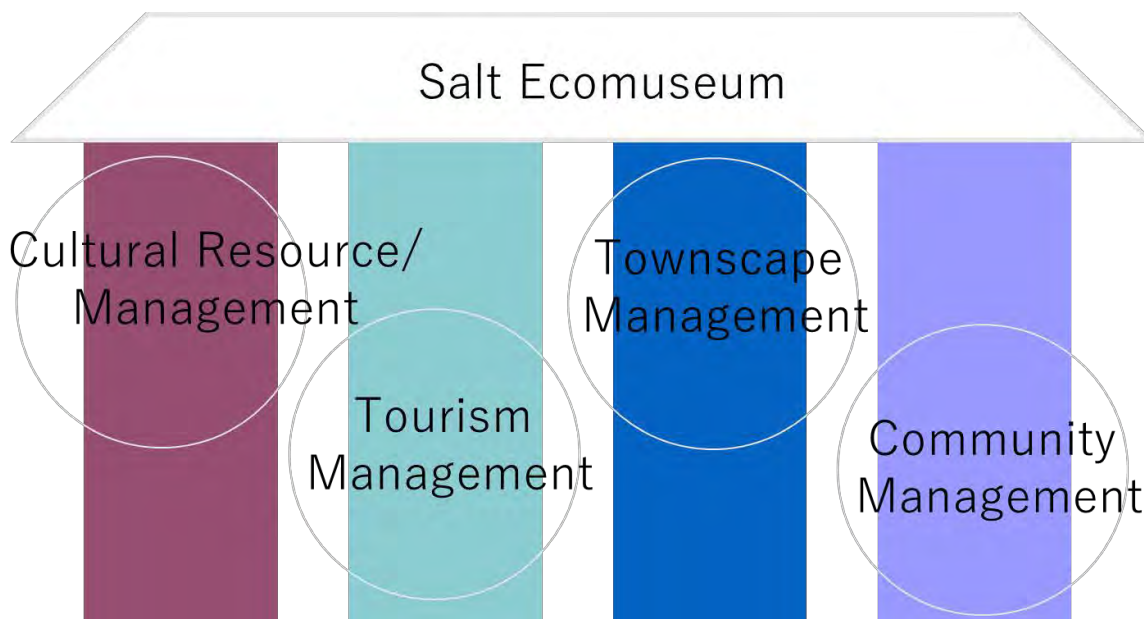 Salt Ecomuseum
Cultural Resource/
Management
Tourism
Management
Townscape
Management
Community
Management